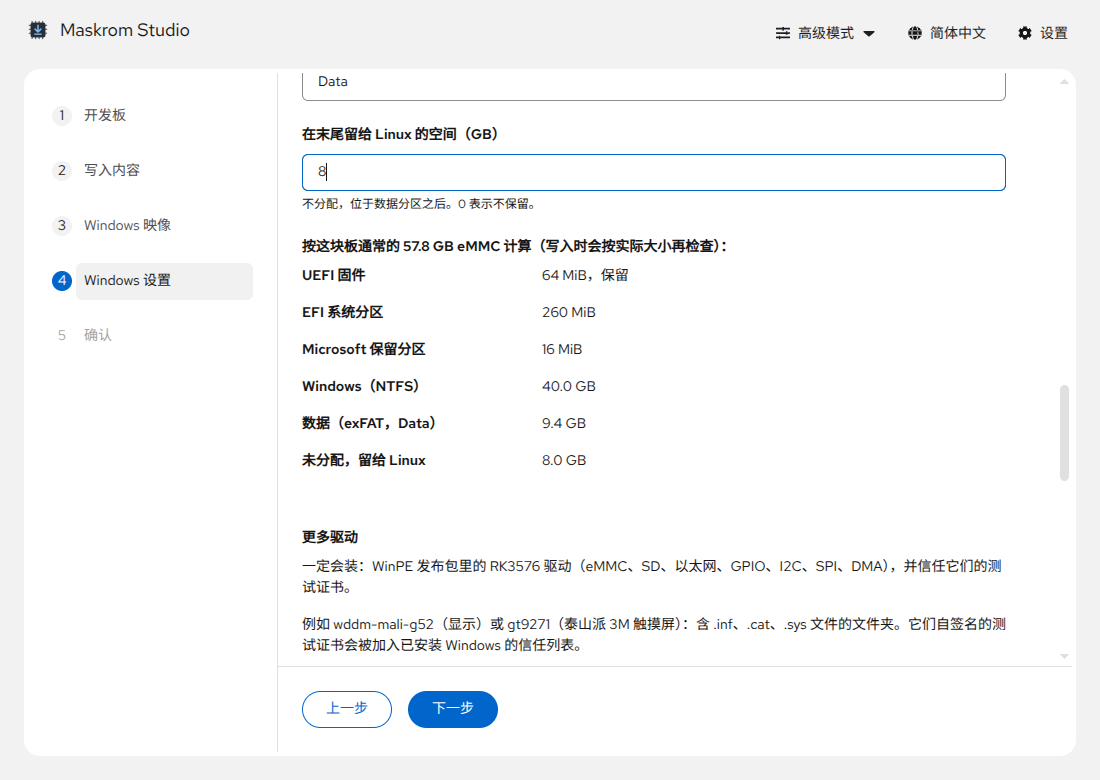 Maskrom Studio
高级模式
简体中文
设置
1 开发板
2 写入内容
3 Windows 映像
4 Windows 设置
5 确认
Data
在末尾留给 Linux 的空间（GB）
8
不分配，位于数据分区之后。0 表示不保留。
按这块板通常的 57.8 GB eMMC 计算（写入时会按实际大小再检查）：
UEFI 固件 64 MiB，保留
EFI 系统分区 260 MiB
Microsoft 保留分区 16 MiB
Windows（NTFS） 40.0 GB
数据（exFAT，Data） 9.4 GB
未分配，留给 Linux 8.0 GB
更多驱动
一定会装：WinPE 发布包里的 RK3576 驱动（eMMC、SD、以太网、GPIO、I2C、SPI、DMA），并信任它们的测
试证书。
例如 wddm-mali-g52（显示）或 gt9271（泰山派 3M 触摸屏）：含 .inf、.cat、.sys 文件的文件夹。它们自签名的测
试证书会被加入已安装 Windows 的信任列表。
上一步
下一步